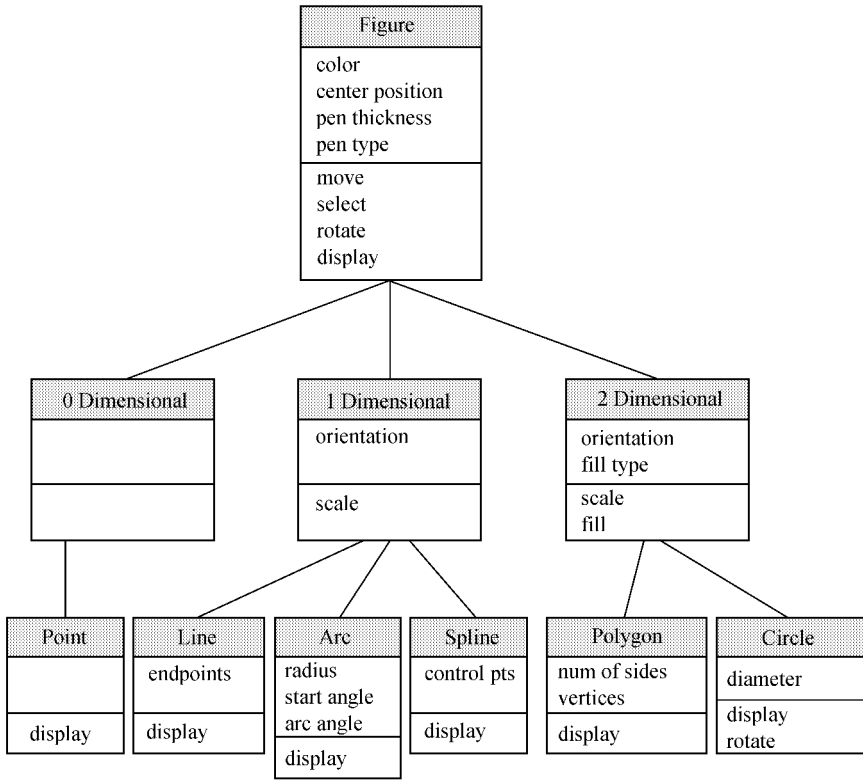 Figure
color
center position
pen thickness
pen type
move
select
rotate
display
0 Dimensional
1 Dimensional
orientation
scale
2 Dimensional
orientation
fill type
scale
fill
Point
display
Line
endpoints
display
Arc
radius
start angle
arc angle
display
Spline
control pts
display
Polygon
num of sides
vertices
display
Circle
diameter
display
rotate